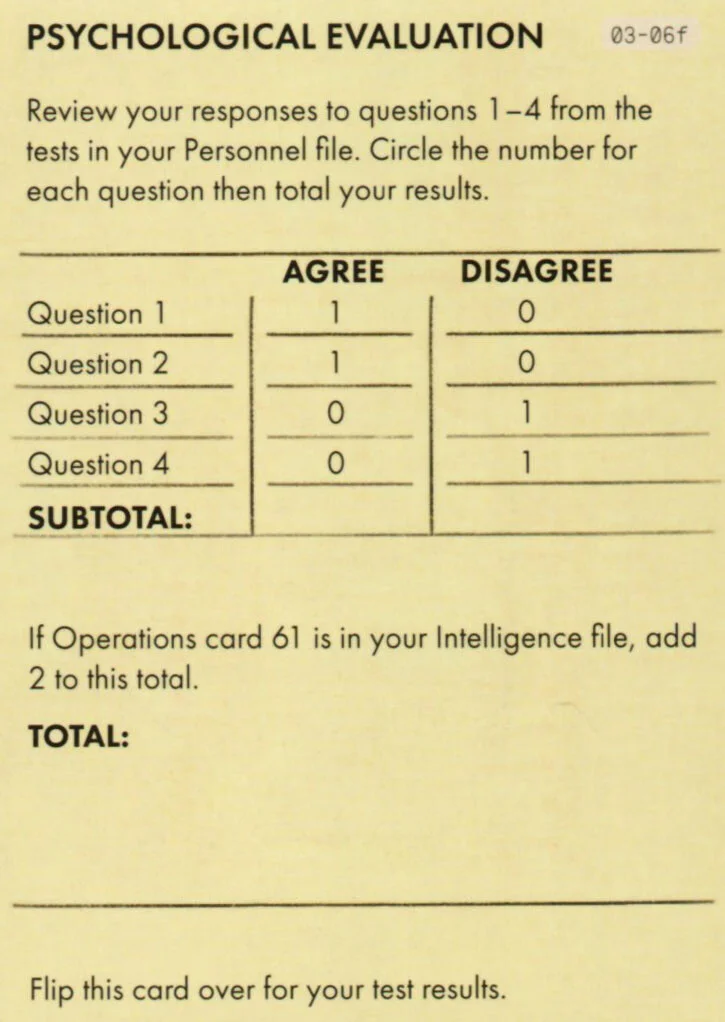 PSYCHOLOGICAL EVALUATION 03-06f
Review your responses to questions 1–4 from the
tests in your Personnel file. Circle the number for
each question then total your results.
AGREE DISAGREE
Question 1 1 0
Question 2 1 0
Question 3 0 1
Question 4 0 1
SUBTOTAL:
If Operations card 61 is in your Intelligence file, add
2 to this total.
TOTAL:
Flip this card over for your test results.